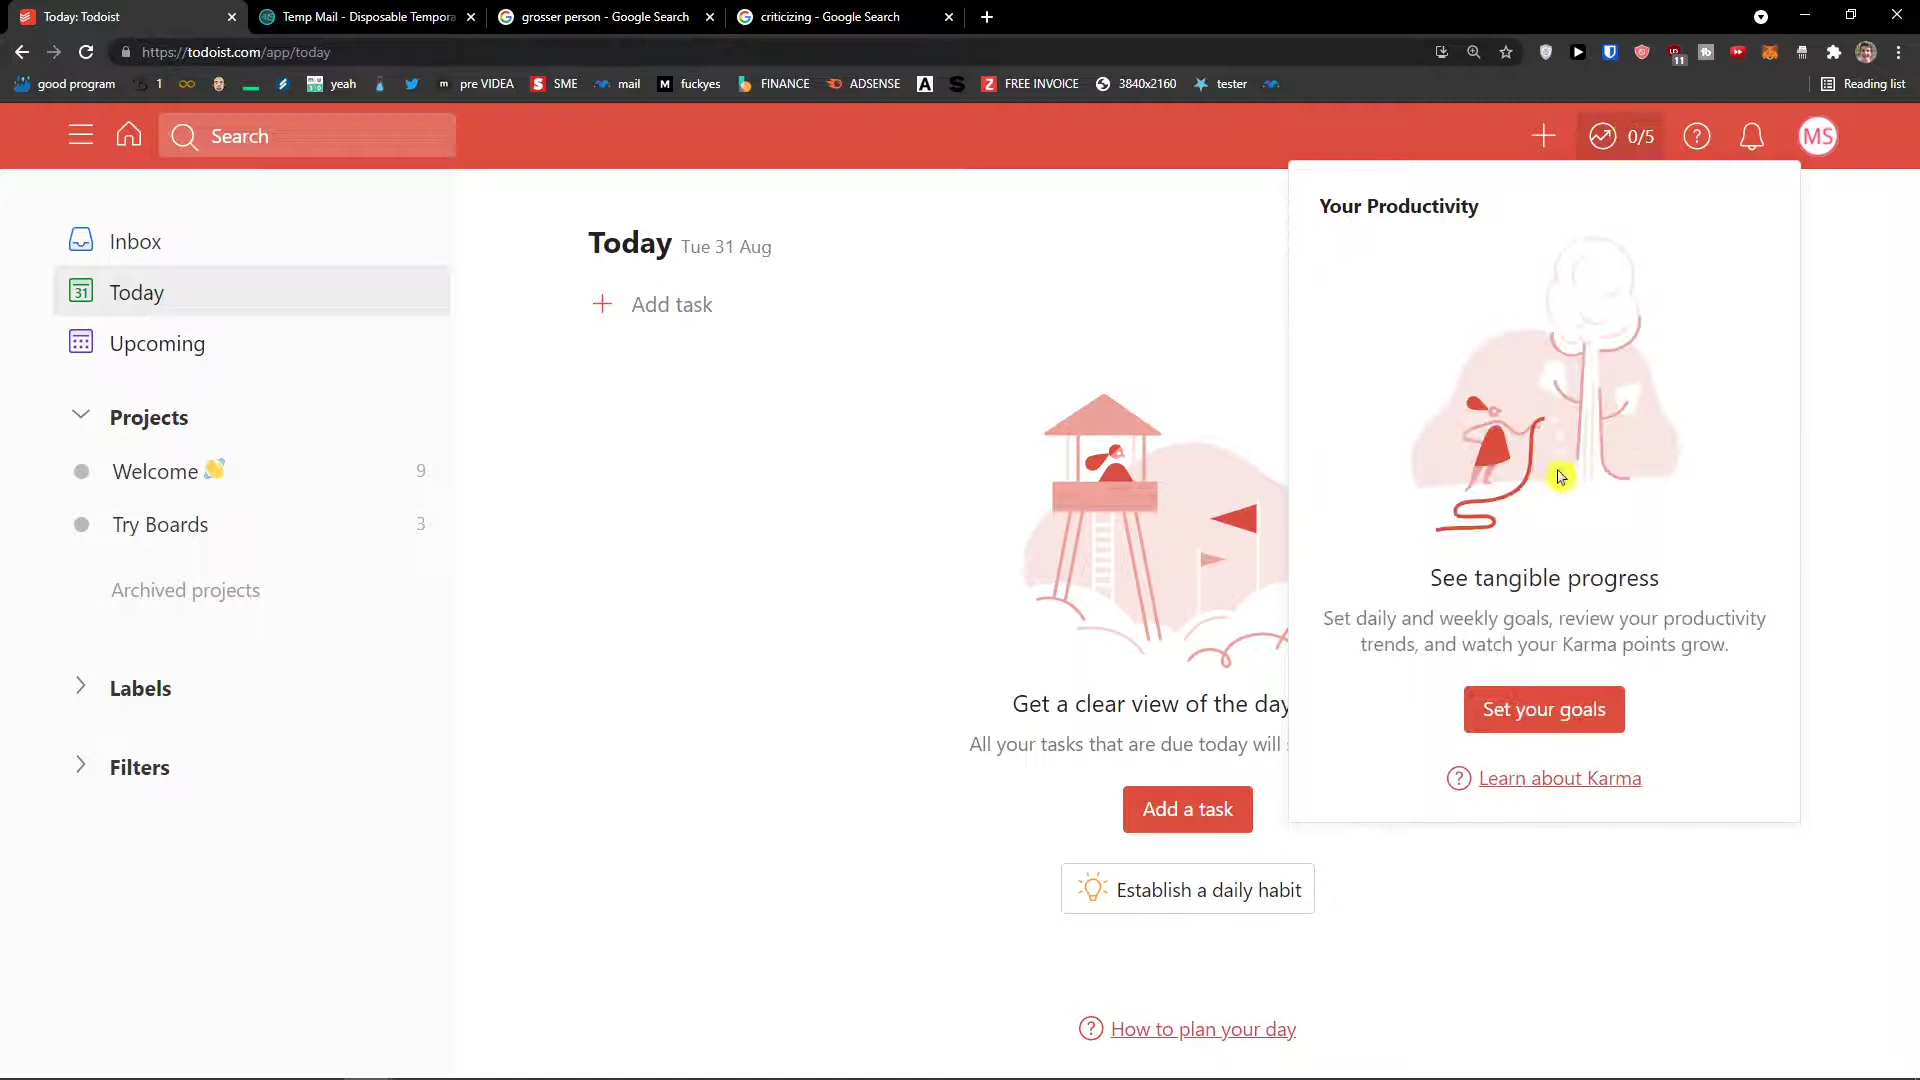 Today: Todoist
Temp Mail - Disposable Tempora
grosser person - Google Search
criticizing - Google Search
https://todoist.com/app/today
11
good program
1
yeah
m pre VIDEA
S SME
mail
M fuckyes
FINANCE
ADSENSE
A
S
Z FREE INVOICE
3840x2160
tester
Reading list
Search
0/5
MS
Inbox
31 Today
Upcoming
Projects
Welcome 👋 9
Try Boards 3
Archived projects
Labels
Filters
Today Tue 31 Aug
Add task
Get a clear view of the day
All your tasks that are due today will
Add a task
Establish a daily habit
How to plan your day
Your Productivity
See tangible progress
Set daily and weekly goals, review your productivity
trends, and watch your Karma points grow.
Set your goals
Learn about Karma